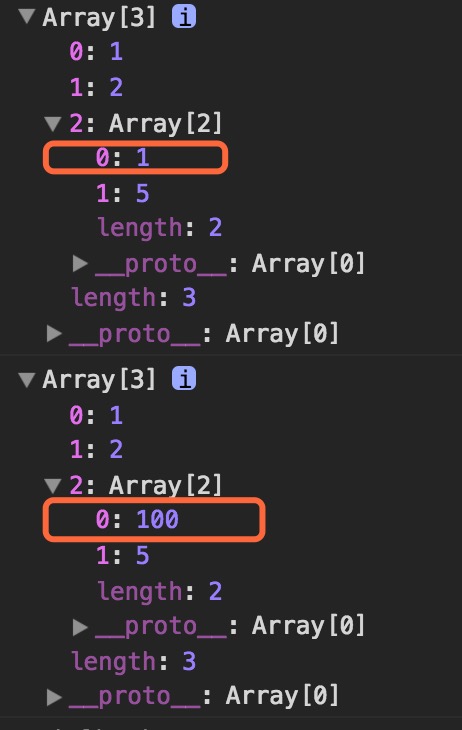 ▼Array[3] i
0: 1
1: 2
▼2: Array[2]
0: 1
1: 5
length: 2
▶__proto__: Array[0]
length: 3
▶__proto__: Array[0]
▼Array[3] i
0: 1
1: 2
▼2: Array[2]
0: 100
1: 5
length: 2
▶__proto__: Array[0]
length: 3
▶__proto__: Array[0]